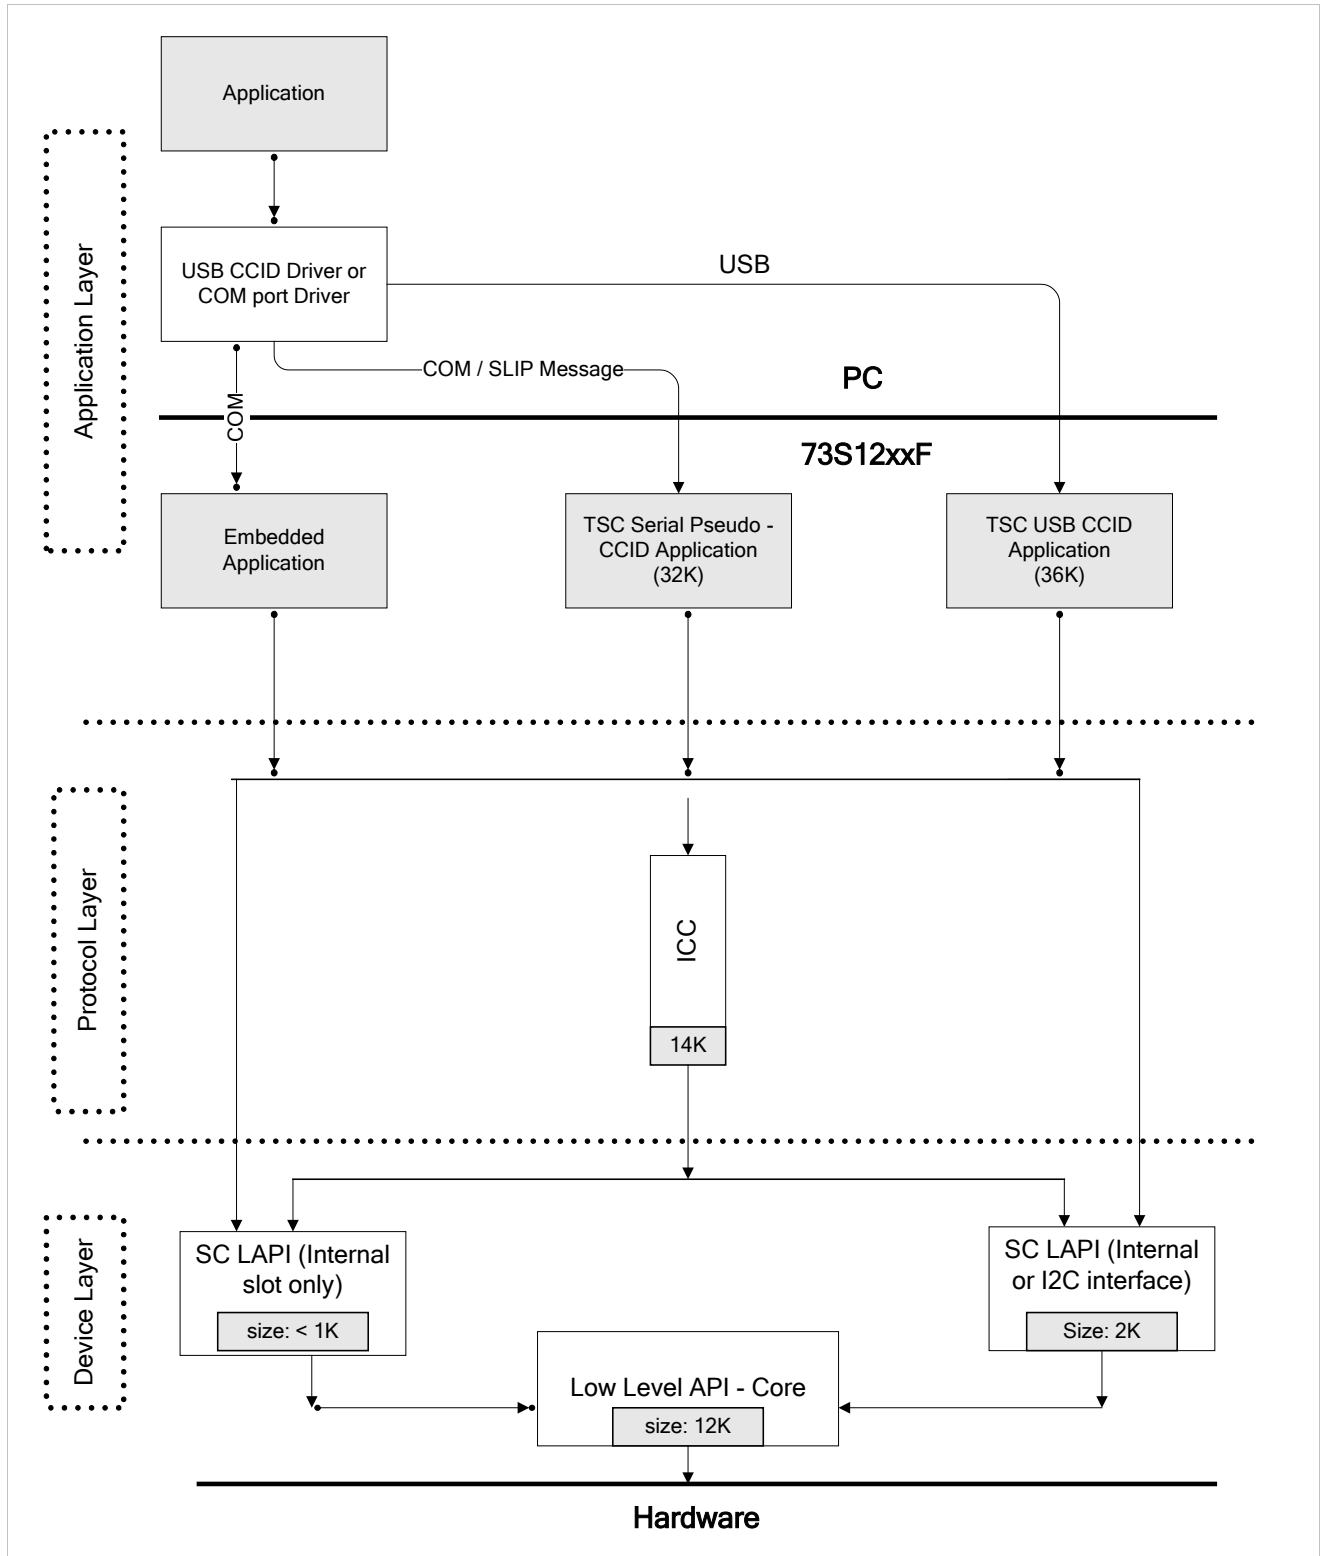 Application
Application Layer
USB CCID Driver or
COM port Driver
USB
COM / SLIP Message
PC
COM
73S12xxF
Embedded
Application
TSC Serial Pseudo -
CCID Application
(32K)
TSC USB CCID
Application
(36K)
Protocol Layer
ICC
14K
Device Layer
SC LAPI (Internal
slot only)
size: < 1K
SC LAPI (Internal
or I2C interface)
Size: 2K
Low Level API - Core
size: 12K
Hardware